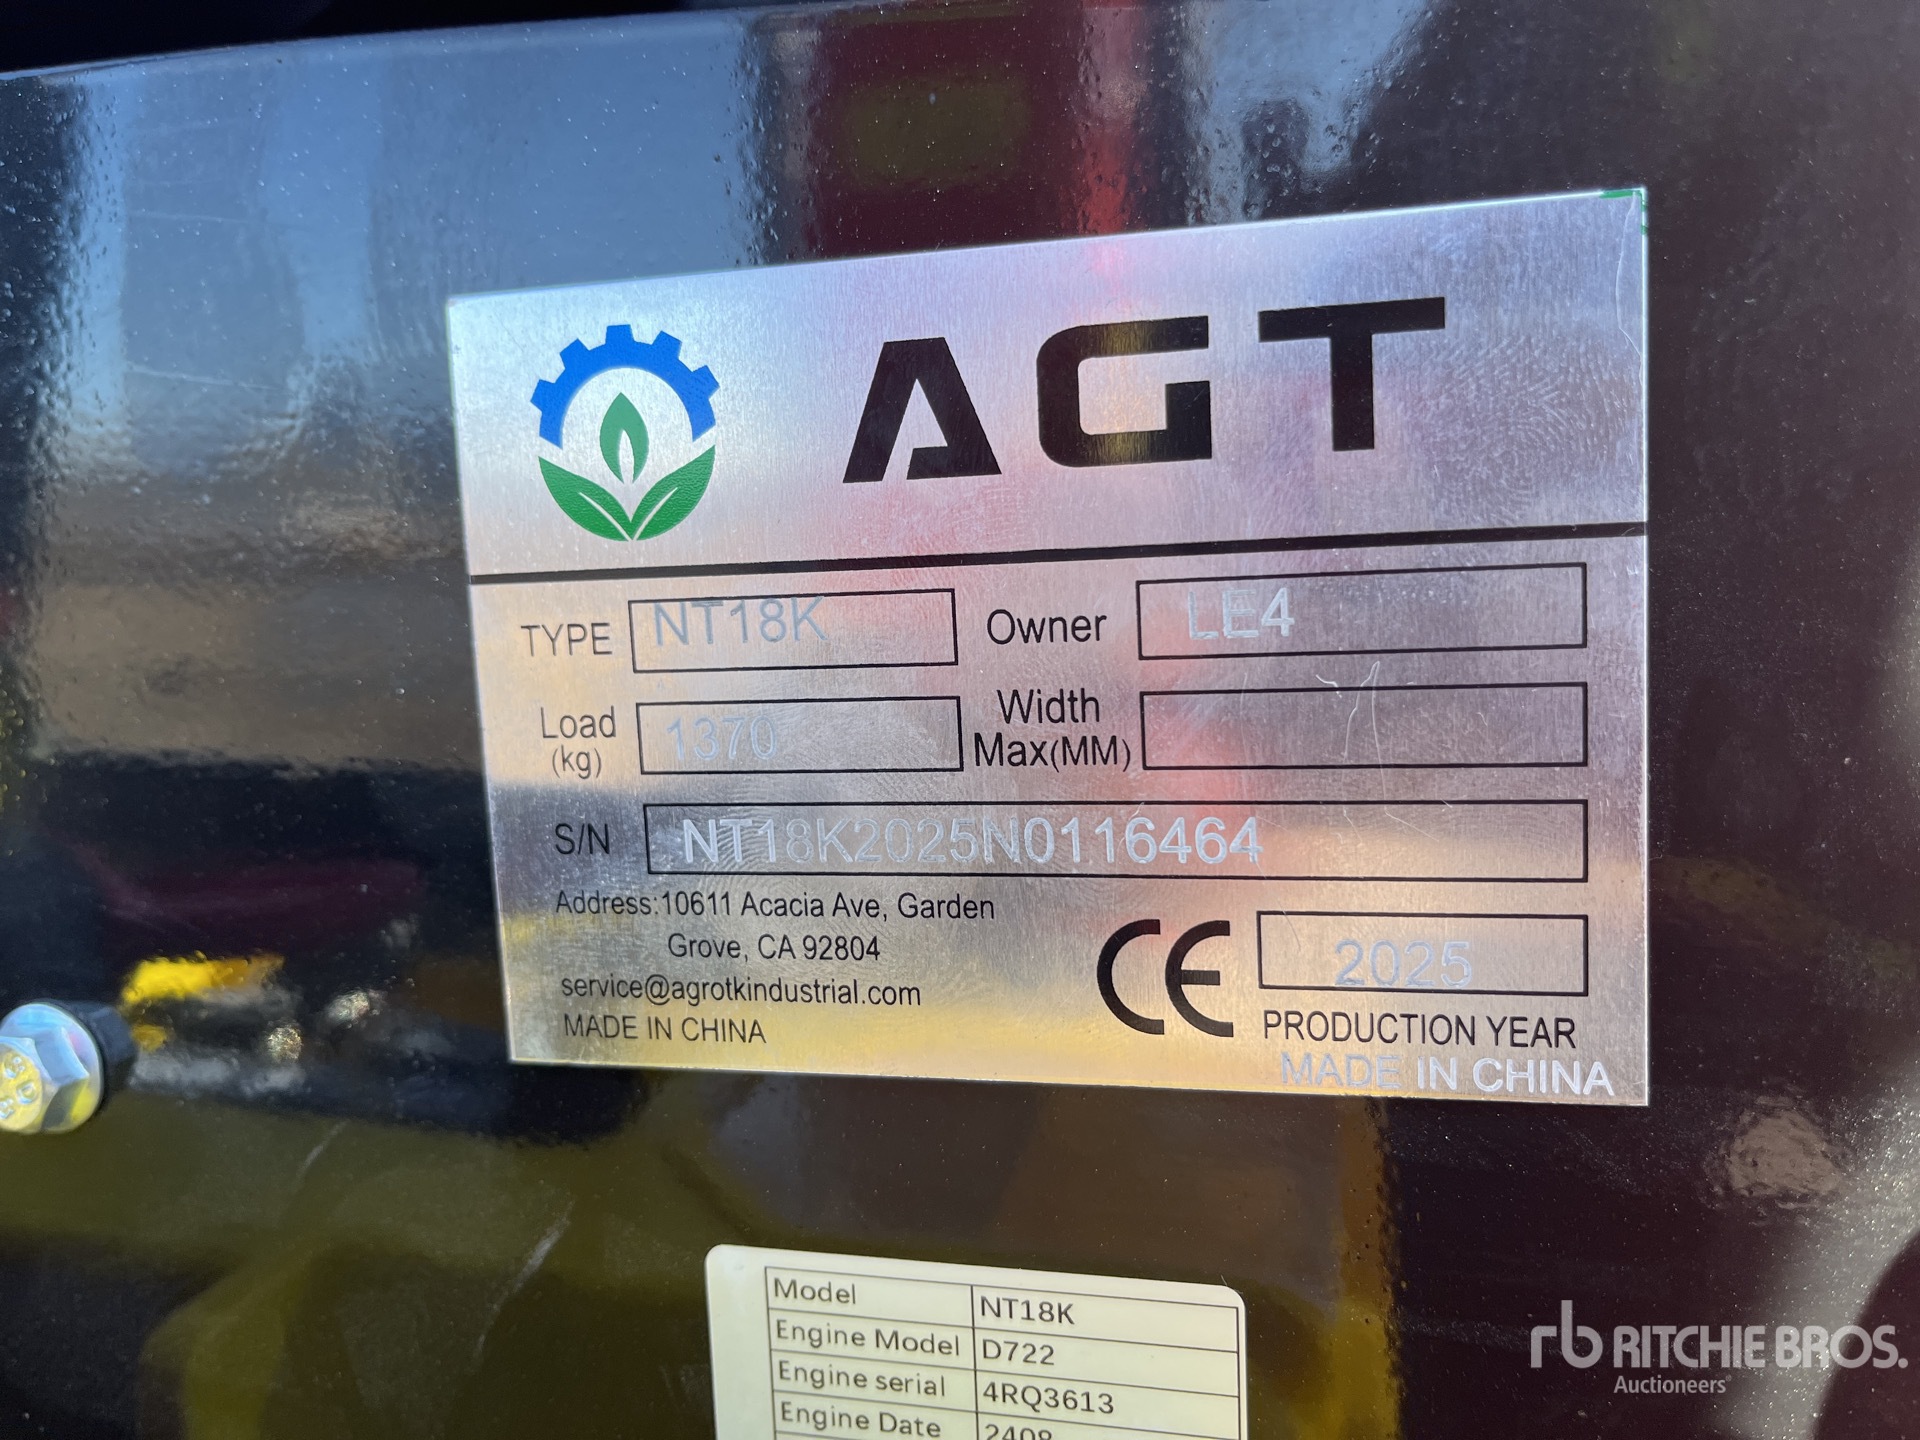 AGT
TYPE NT18K Owner LE4
Load (kg) 1370 Width Max(MM)
S/N NT18K2025N0116464
Address:10611 Acacia Ave, Garden
Grove, CA 92804
service@agrotkindustrial.com
MADE IN CHINA
CE 2025
PRODUCTION YEAR
MADE IN CHINA
Model NT18K
Engine Model D722
Engine serial 4RQ3613
Engine Date 2408
rb RITCHIE BROS.
Auctioneers